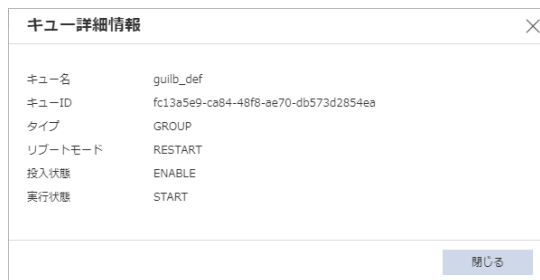 キュー詳細情報
キュー名 guilb_def
キューID fc13a5e9-ca84-48f8-ae70-db573d2854ea
タイプ GROUP
リブートモード RESTART
投入状態 ENABLE
実行状態 START
閉じる